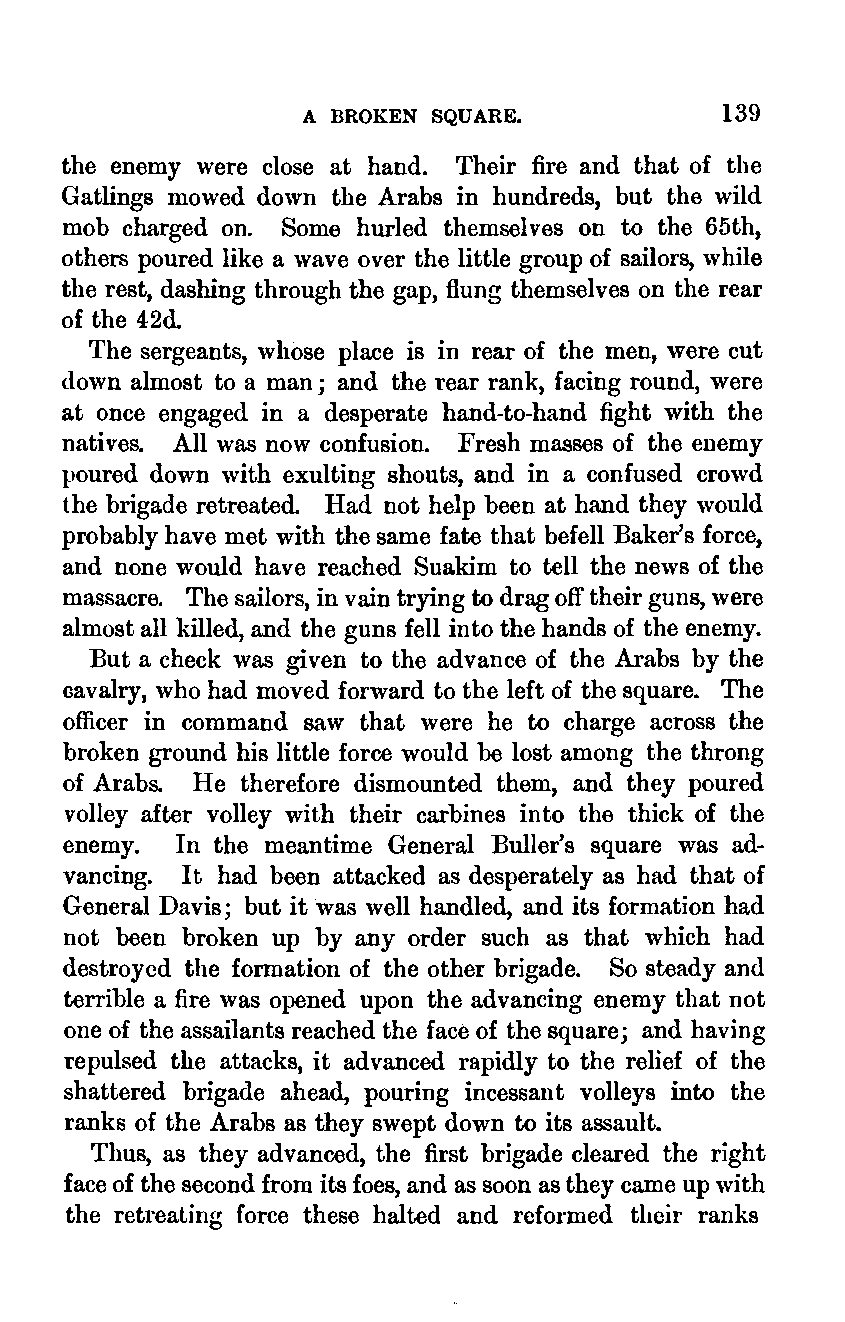 A BROKEN SQUARE. 139
the enemy were close at hand. Their fire and that of the
Gatlings mowed down the Arabs in hundreds, but the wild
mob charged on. Some hurled themselves on to the 65th,
others poured like a wave over the little group of sailors, while
the rest, dashing through the gap, flung themselves on the rear
of the 42d.
The sergeants, whose place is in rear of the men, were cut
down almost to a man; and the rear rank, facing round, were
at once engaged in a desperate hand-to-hand fight with the
natives. All was now confusion. Fresh masses of the enemy
poured down with exulting shouts, and in a confused crowd
the brigade retreated. Had not help been at hand they would
probably have met with the same fate that befell Baker's force,
and none would have reached Suakim to tell the news of the
massacre. The sailors, in vain trying to drag off their guns, were
almost all killed, and the guns fell into the hands of the enemy.
But a check was given to the advance of the Arabs by the
cavalry, who had moved forward to the left of the square. The
officer in command saw that were he to charge across the
broken ground his little force would be lost among the throng
of Arabs. He therefore dismounted them, and they poured
volley after volley with their carbines into the thick of the
enemy. In the meantime General Buller's square was ad-
vancing. It had been attacked as desperately as had that of
General Davis; but it was well handled, and its formation had
not been broken up by any order such as that which had
destroyed the formation of the other brigade. So steady and
terrible a fire was opened upon the advancing enemy that not
one of the assailants reached the face of the square; and having
repulsed the attacks, it advanced rapidly to the relief of the
shattered brigade ahead, pouring incessant volleys into the
ranks of the Arabs as they swept down to its assault.
Thus, as they advanced, the first brigade cleared the right
face of the second from its foes, and as soon as they came up with
the retreating force these halted and reformed their ranks